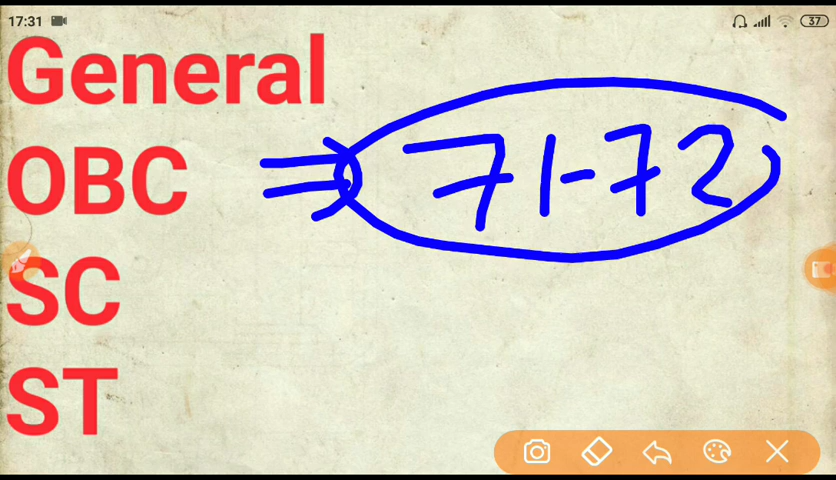 17:31
37
General
OBC
71-72
SC
ST